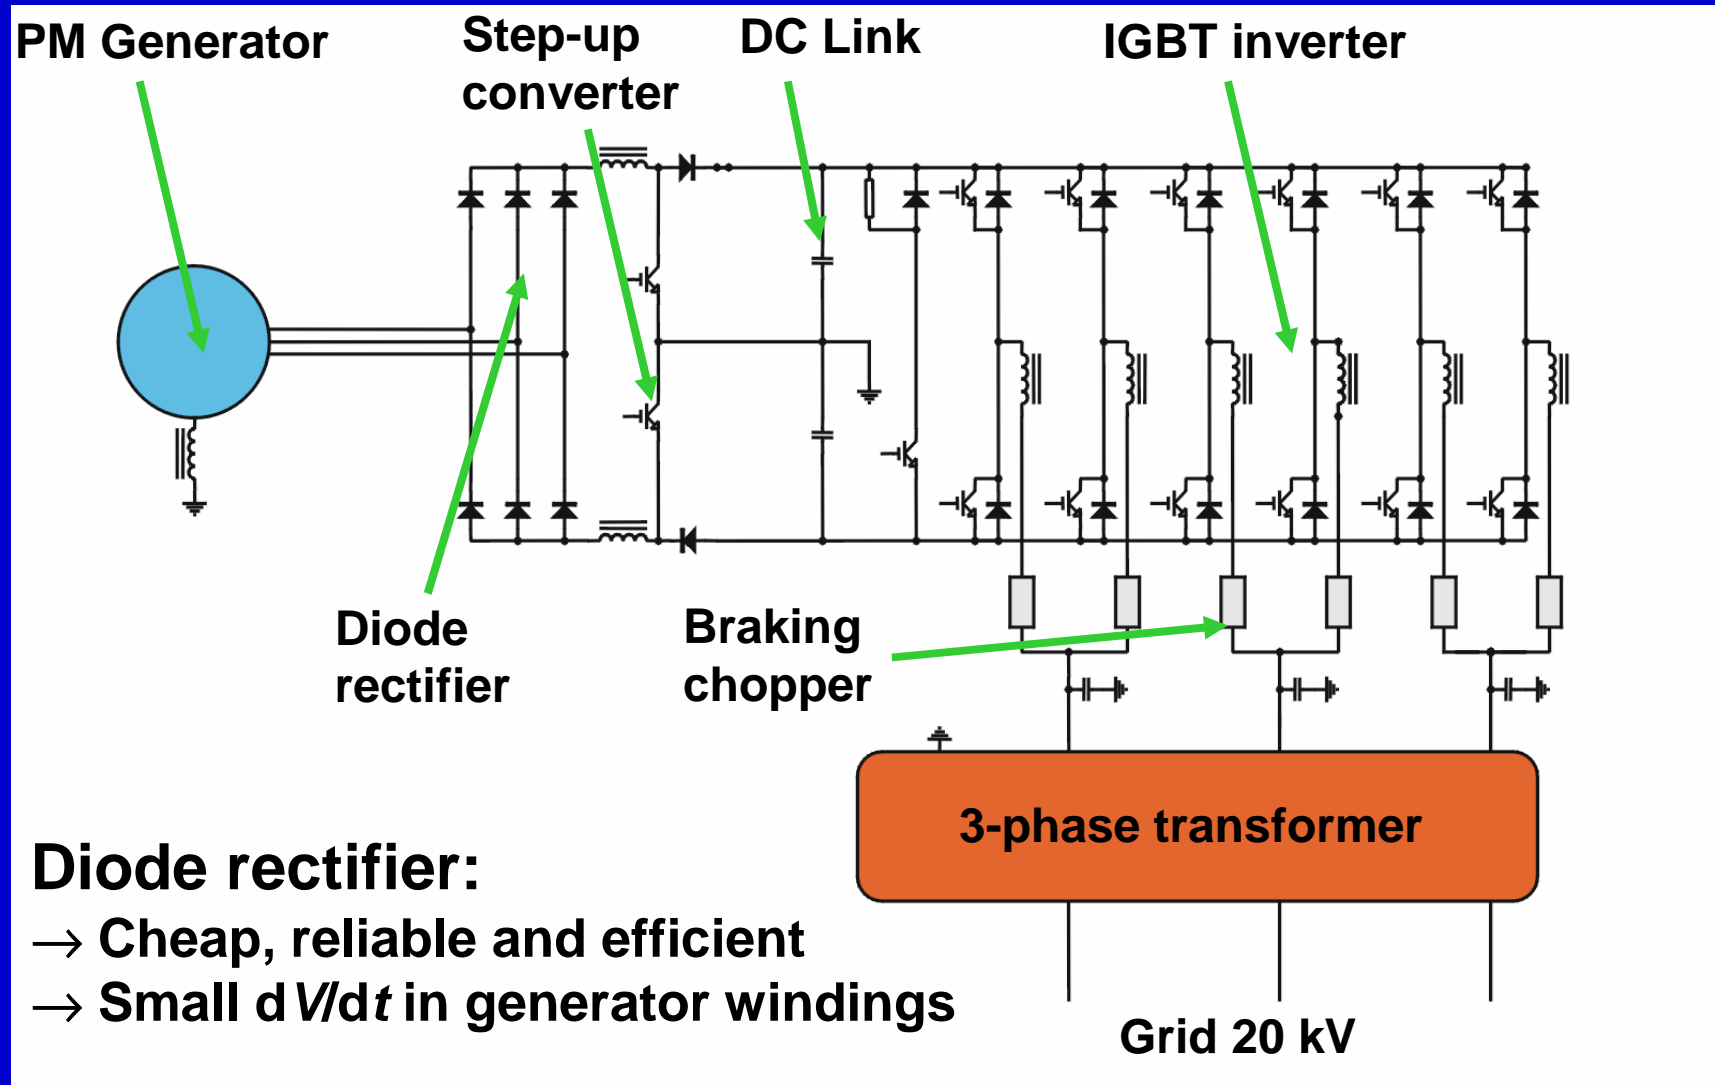 PM Generator
Step-up
converter
DC Link
IGBT inverter
Diode
rectifier
Braking
chopper
3-phase transformer
Diode rectifier:
→ Cheap, reliable and efficient
→ Small dV/dt in generator windings
Grid 20 kV